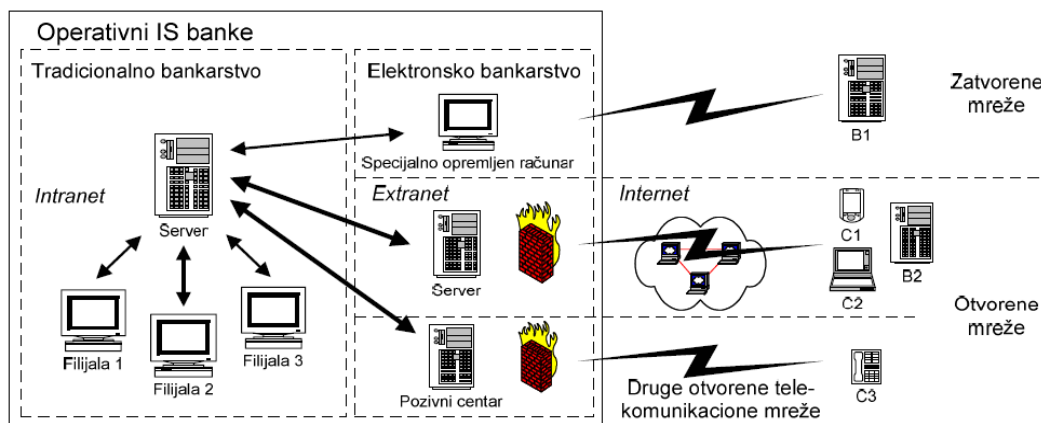 Operativni IS banke
Tradicionalno bankarstvo
Elektronsko bankarstvo
Zatvorene
mreže
B1
Specijalno opremljen računar
Intranet
Server
Extranet
Internet
C1
B2
Server
C2
Filijala 1
Filijala 2
Filijala 3
Otvorene
mreže
Pozivni centar
Druge otvorene tele-
komunikacione mreže
C3